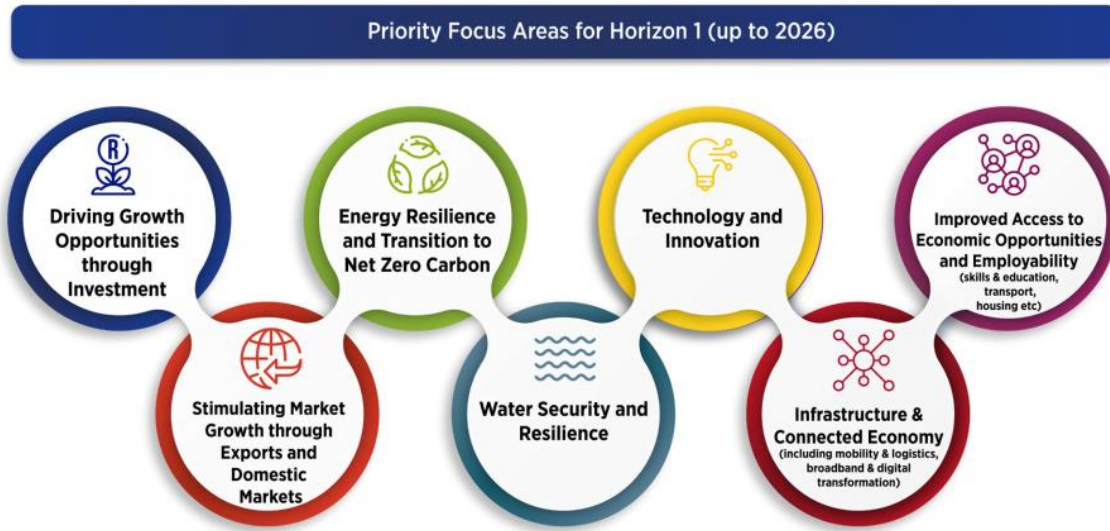 Priority Focus Areas for Horizon 1 (up to 2026)
R
Driving Growth
Opportunities
through
Investment
Stimulating Market
Growth through
Exports and
Domestic
Markets
Energy Resilience
and Transition to
Net Zero Carbon
Water Security and
Resilience
Technology and
Innovation
Infrastructure &
Connected Economy
(including mobility & logistics,
broadband & digital
transformation)
Improved Access to
Economic Opportunities
and Employability
(skills & education,
transport,
housing etc)